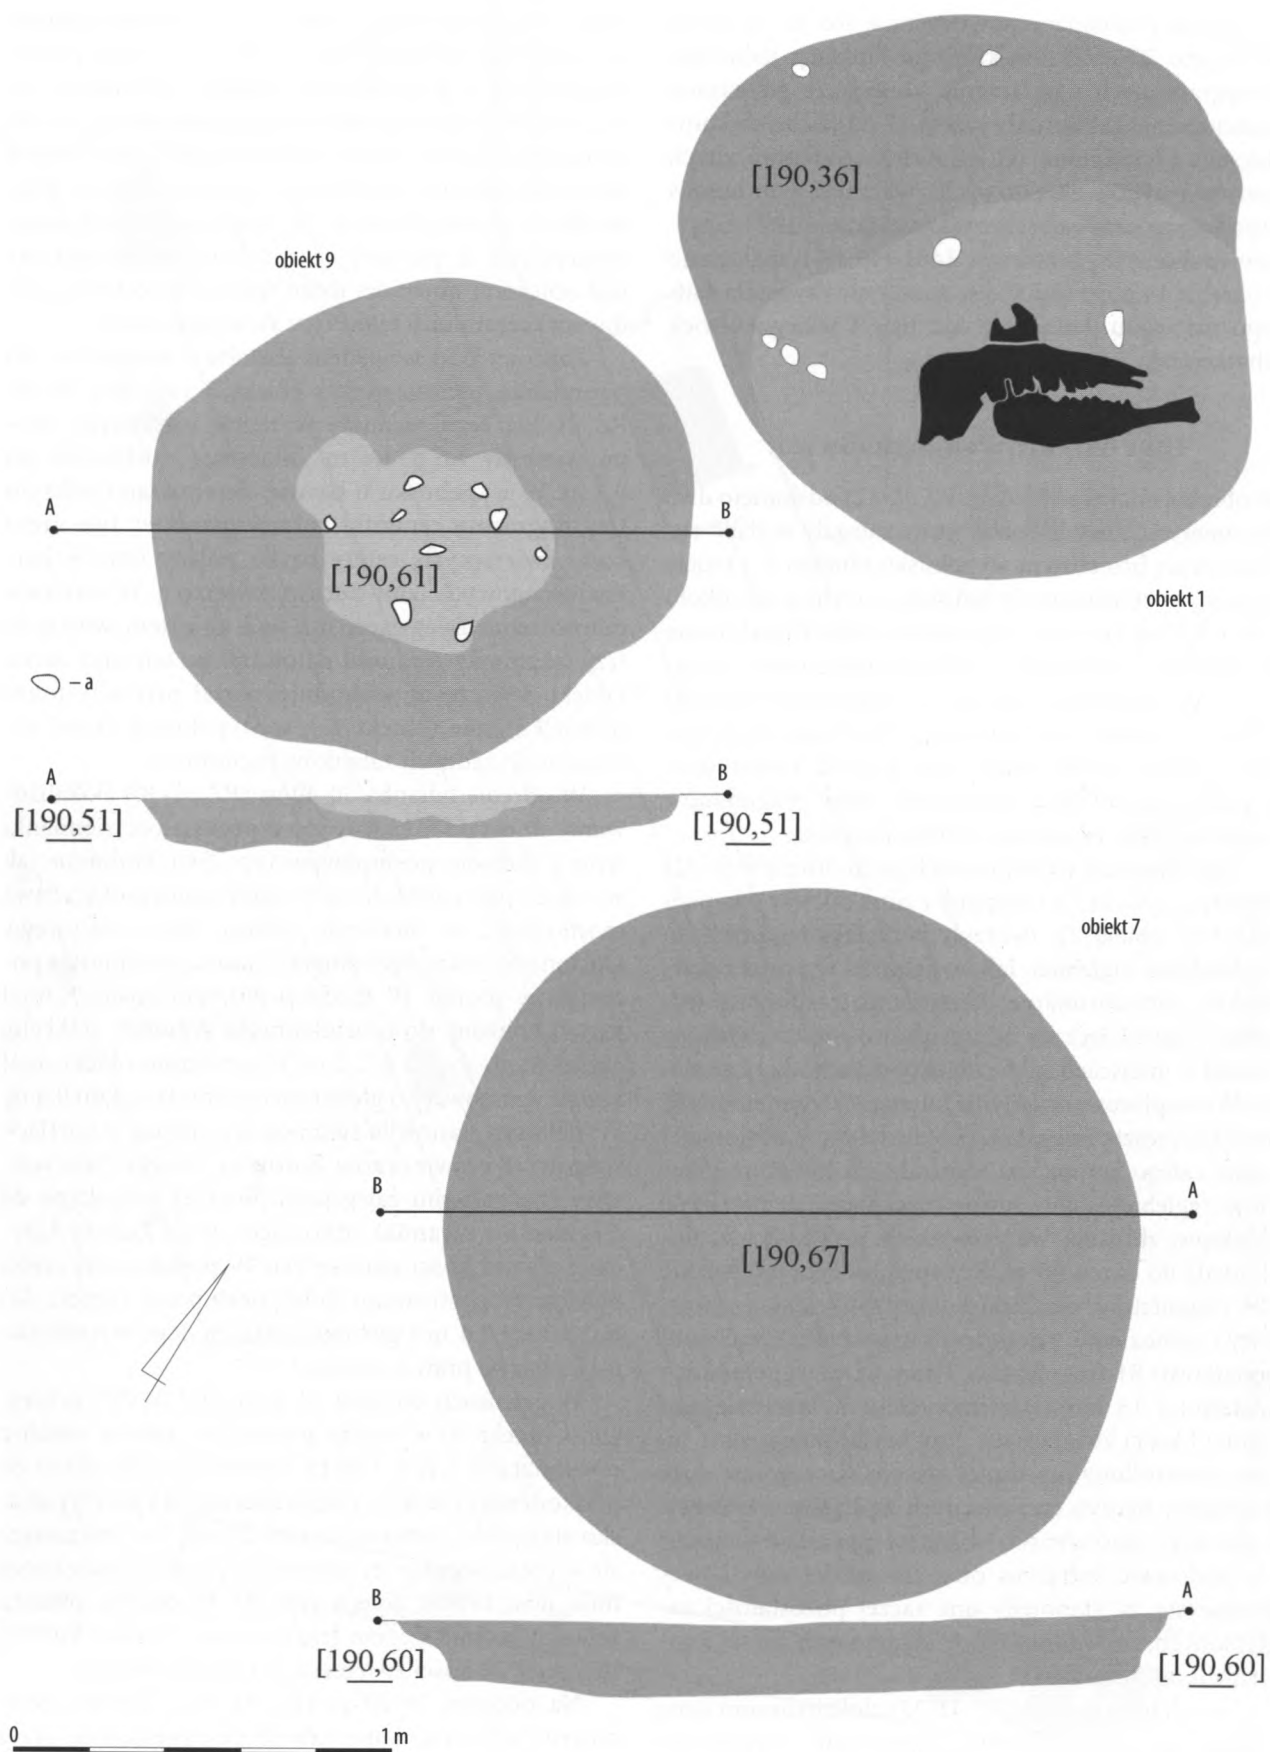 [190,36]
obiekt 9
A
B
[190,61]
obiekt 1
– a
A
B
[190,51]
[190,51]
obiekt 7
B
A
[190,67]
B
A
[190,60]
[190,60]
0
1 m